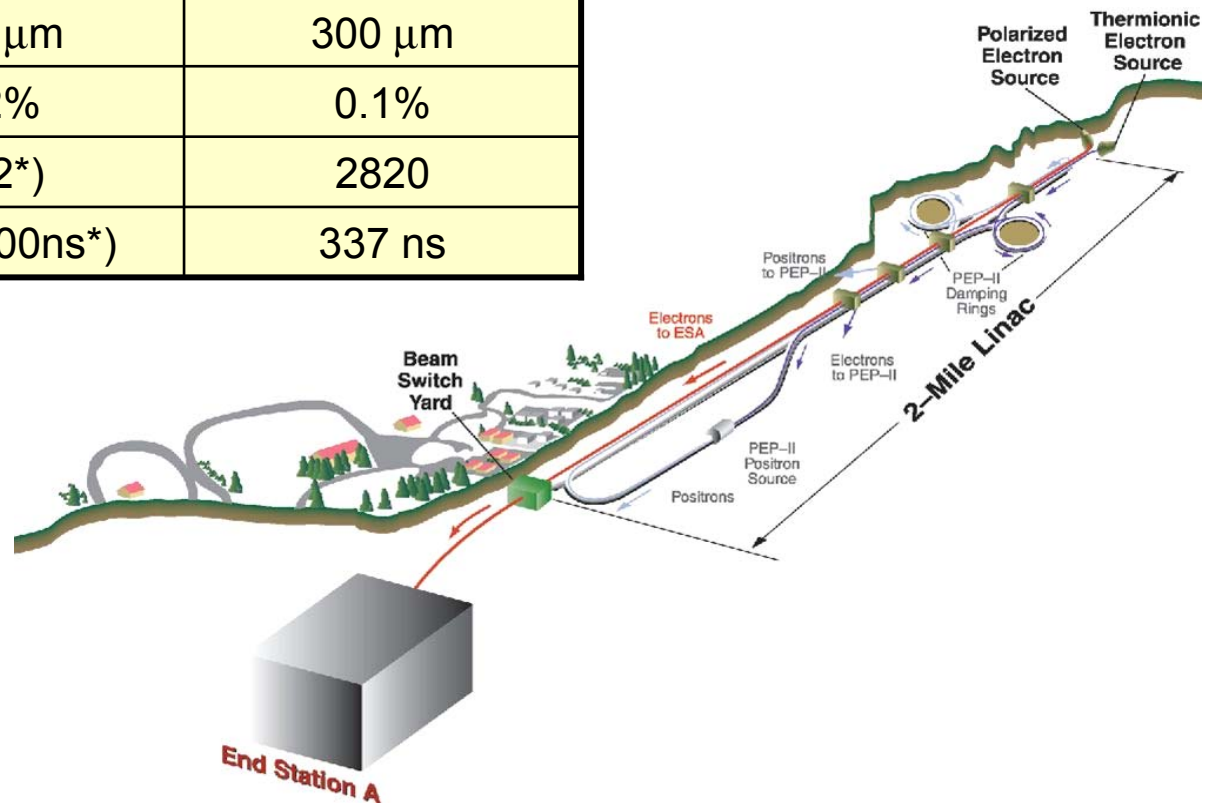 μm 300 μm
% 0.1%
2*) 2820
00ns*) 337 ns
Thermionic
Electron
Source
Polarized
Electron
Source
Positrons
to PEP-II
PEP-II
Damping
Rings
Electrons
to ESA
Electrons
to PEP-II
2-Mile Linac
Beam
Switch
Yard
PEP-II
Positron
Source
Positrons
End Station A